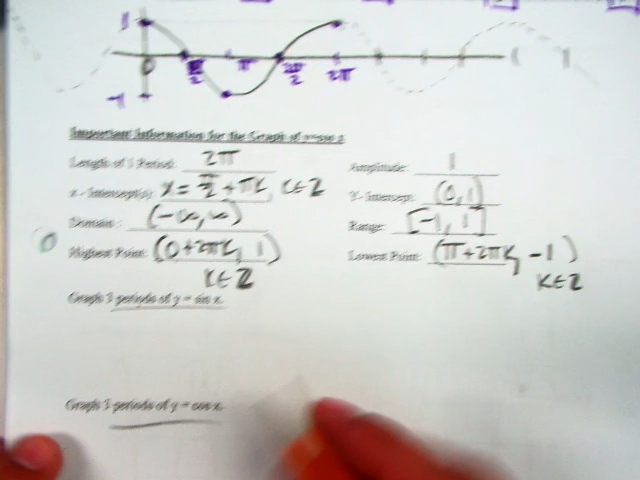 1
0 π/2 π 3π/2 2π
-1
Important Information for the Graph of y=cos x
Length of 1 Period: 2π Amplitude: 1
x - Intercept(s): x = π/2 + πk, k∈Z Y- Intercept: (0, 1)
Domain: (-∞, ∞) Range: [-1, 1]
Highest Point: (0+2πk, 1) Lowest Point: (π+2πk, -1)
k∈Z k∈Z
Graph 3 periods of y = sin x.
Graph 3 periods of y = cos x.